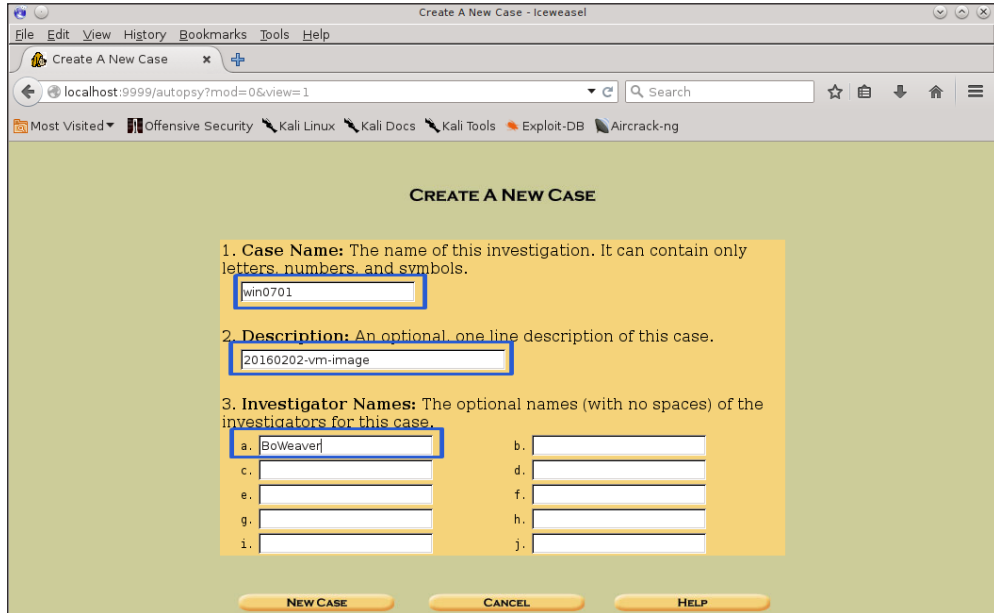 Create A New Case - Iceweasel
File Edit View History Bookmarks Tools Help
Create A New Case
localhost:9999/autopsy?mod=0&view=1
Search
Most Visited Offensive Security Kali Linux Kali Docs Kali Tools Exploit-DB Aircrack-ng
CREATE A NEW CASE
1. Case Name: The name of this investigation. It can contain only
letters, numbers, and symbols.
win0701
2. Description: An optional, one line description of this case.
20160202-vm-image
3. Investigator Names: The optional names (with no spaces) of the
investigators for this case.
a. BoWeaver b.
c. d.
e. f.
g. h.
i. j.
NEW CASE CANCEL HELP